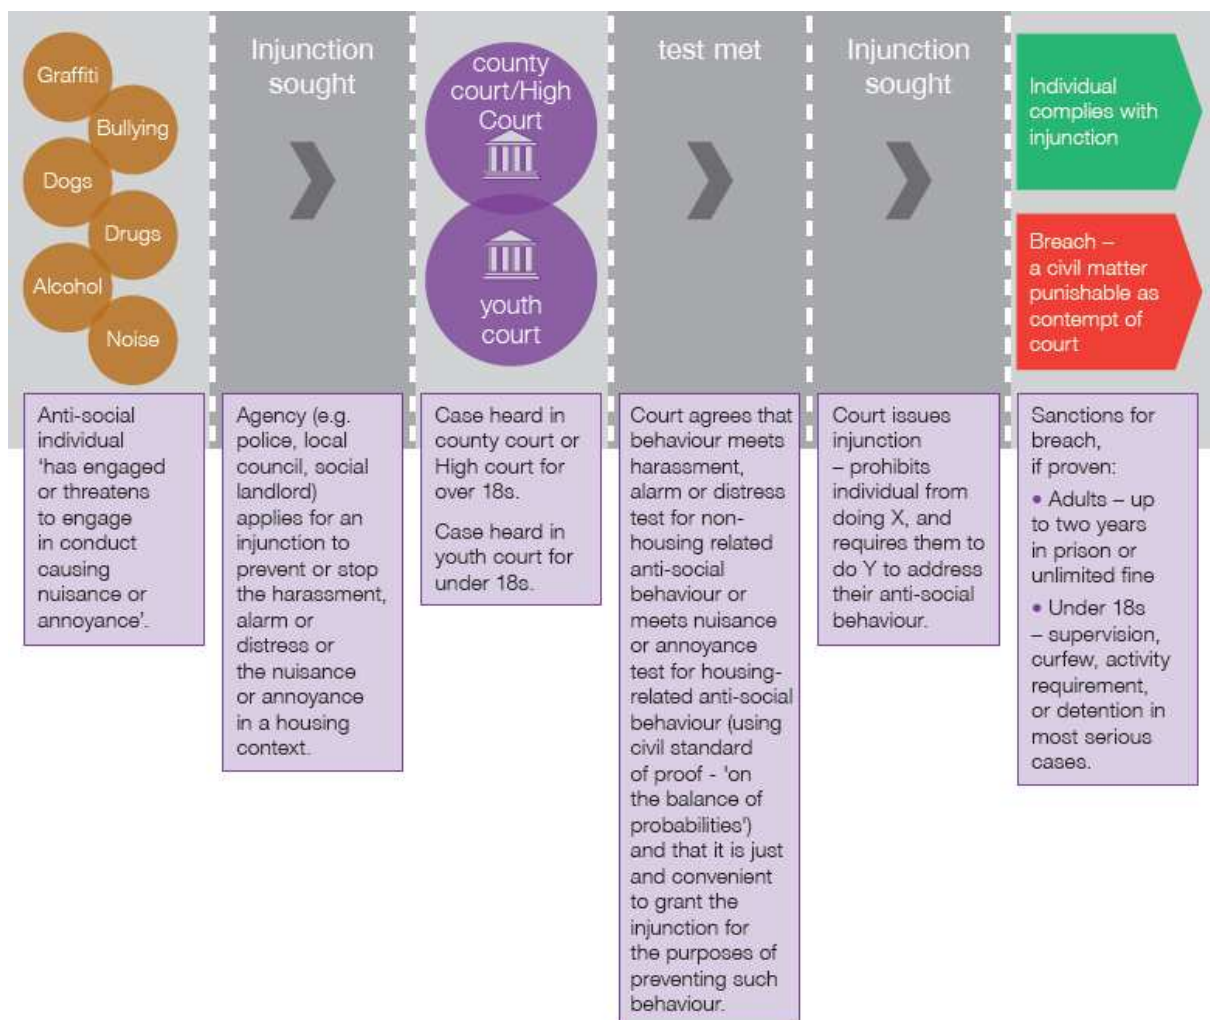 Graffiti
Bullying
Dogs
Drugs
Alcohol
Noise
Injunction
sought
county
court/High
Court
youth
court
test met
Injunction
sought
Individual
complies with
injunction
Breach –
a civil matter
punishable as
contempt of
court
Anti-social
individual
‘has engaged
or threatens
to engage
in conduct
causing
nuisance or
annoyance’.
Agency (e.g.
police, local
council, social
landlord)
applies for an
injunction to
prevent or stop
the harassment,
alarm or
distress or
the nuisance
or annoyance
in a housing
context.
Case heard in
county court or
High court for
over 18s.
Case heard in
youth court for
under 18s.
Court agrees that
behaviour meets
harassment,
alarm or distress
test for non-
housing related
anti-social
behaviour or
meets nuisance
or annoyance
test for housing-
related anti-social
behaviour (using
civil standard
of proof - 'on
the balance of
probabilities')
and that it is just
and convenient
to grant the
injunction for
the purposes of
preventing such
behaviour.
Court issues
injunction
– prohibits
individual from
doing X, and
requires them to
do Y to address
their anti-social
behaviour.
Sanctions for
breach,
if proven:
• Adults – up
to two years
in prison or
unlimited fine
• Under 18s
– supervision,
curfew, activity
requirement,
or detention in
most serious
cases.